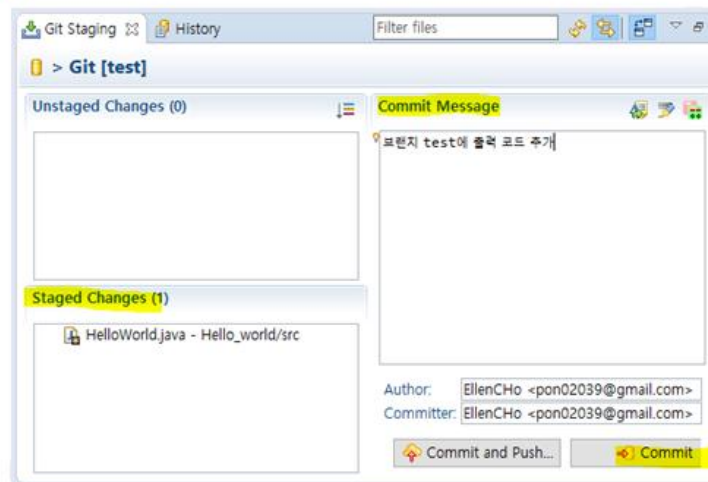 Git Staging
History
Filter files
> Git [test]
Unstaged Changes (0)
Commit Message
브랜치 test에 출력 코드 추가
Staged Changes (1)
HelloWorld.java - Hello_world/src
Author: EllenCHo <pon02039@gmail.com>
Committer: EllenCHo <pon02039@gmail.com>
Commit and Push...
Commit